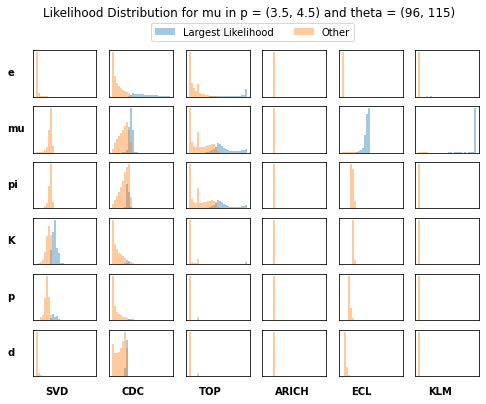 Likelihood Distribution for mu in p = (3.5, 4.5) and theta = (96, 115)
Largest Likelihood Other
e
mu
pi
K
p
d
SVD CDC TOP ARICH ECL KLM